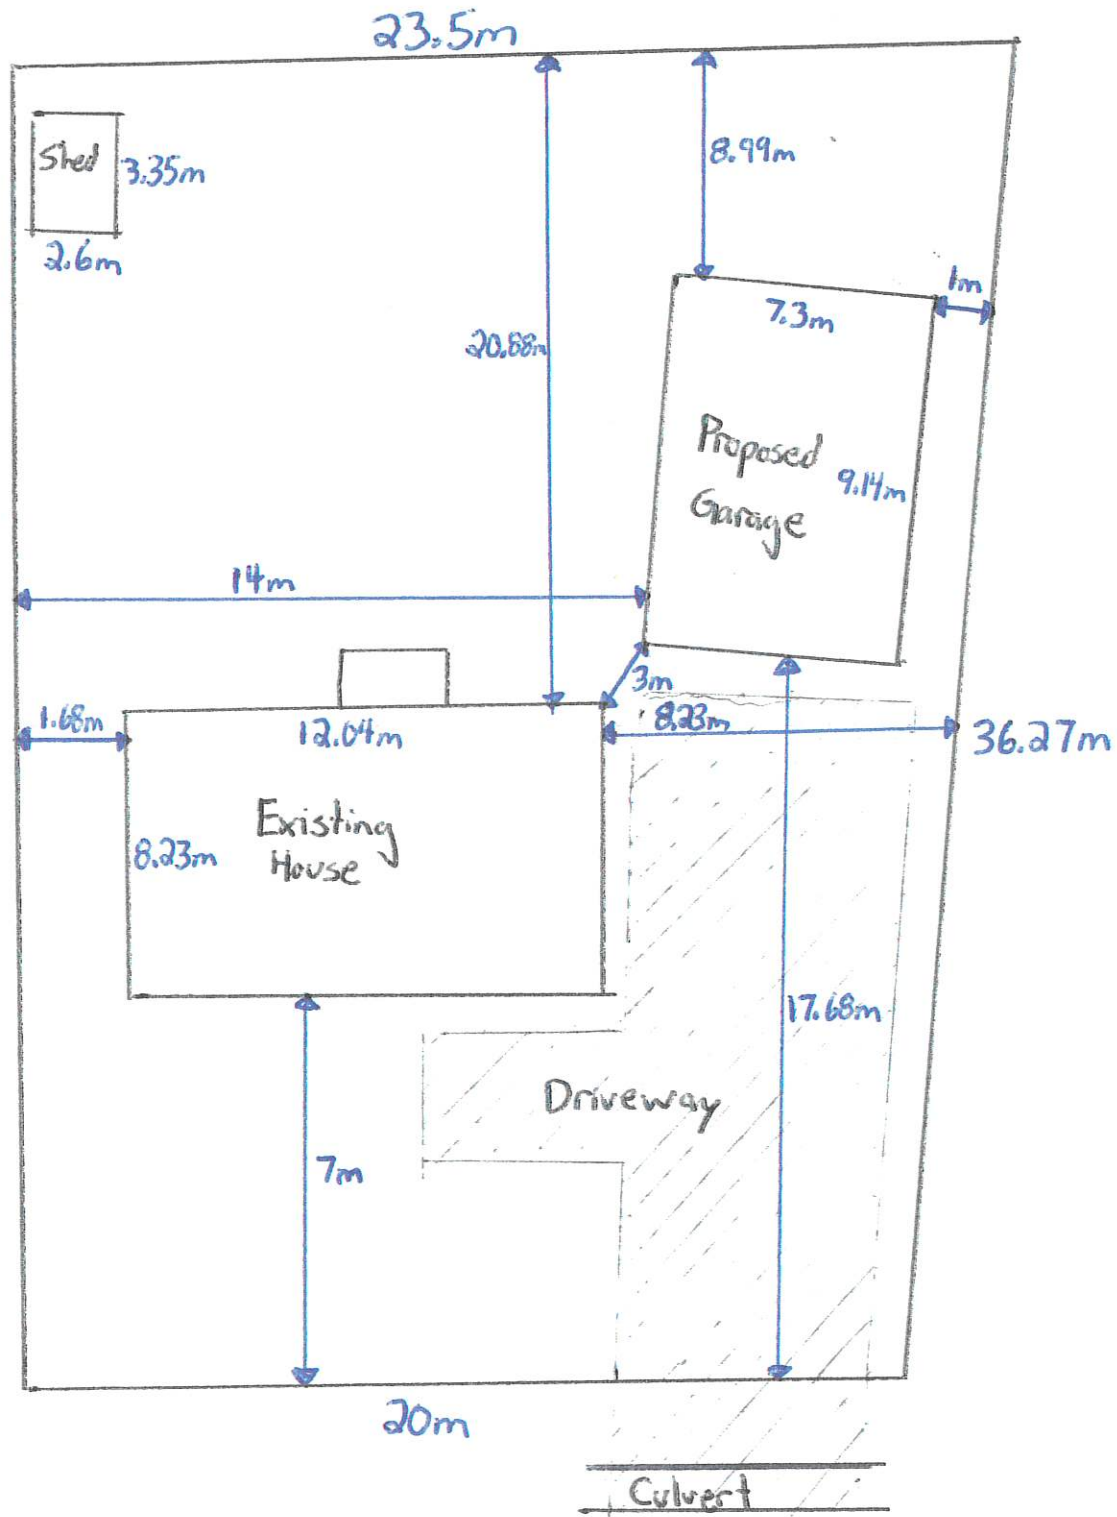 23.5m
Shed
3.35m
2.6m
8.99m
1m
7.3m
20.88m
Proposed
Garage
9.14m
14m
3m
1.68m
12.04m
8.23m
36.27m
Existing
House
8.23m
17.68m
Driveway
7m
20m
Culvert